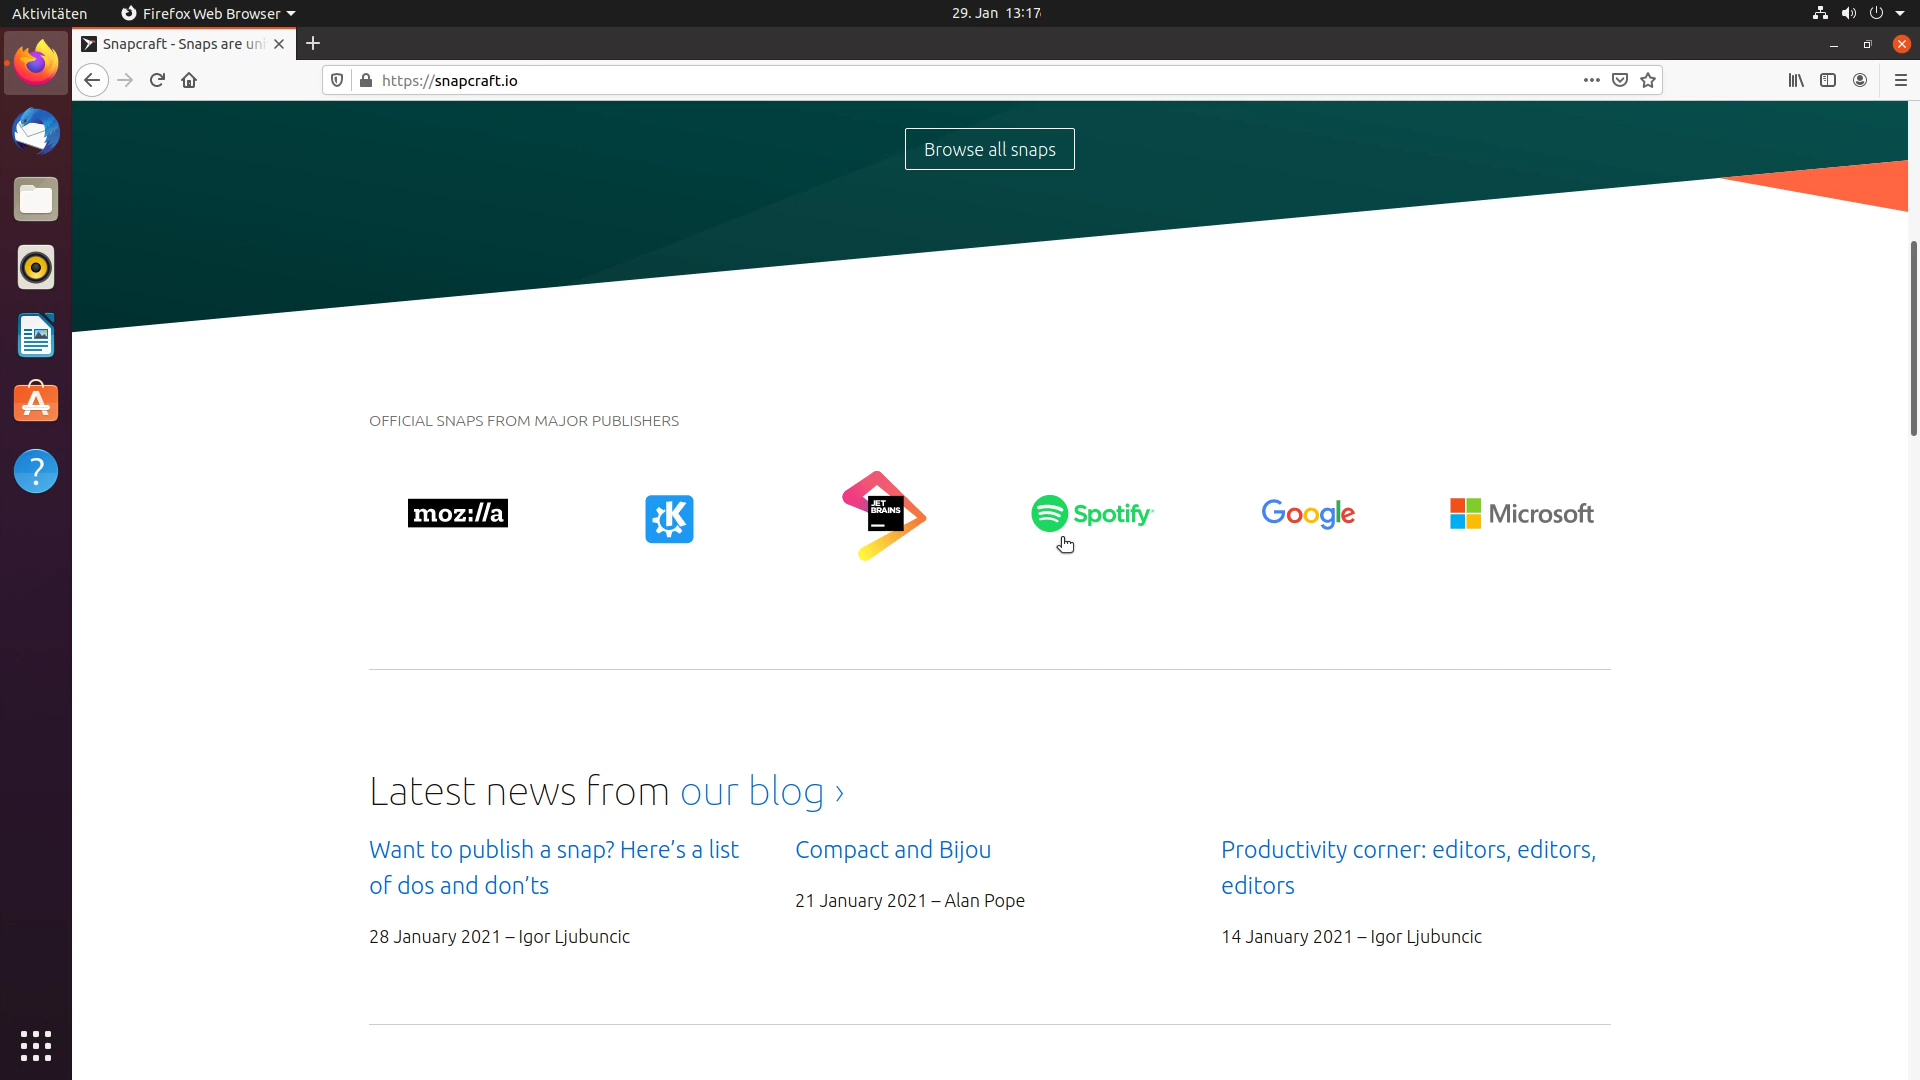 Aktivitäten Firefox Web Browser 29. Jan 13:17
Snapcraft - Snaps are uni
https://snapcraft.io
Browse all snaps
OFFICIAL SNAPS FROM MAJOR PUBLISHERS
moz://a
K
JET
BRAINS
Spotify
Google
Microsoft
Latest news from our blog ›
Want to publish a snap? Here’s a list
of dos and don’ts
28 January 2021 – Igor Ljubuncic
Compact and Bijou
21 January 2021 – Alan Pope
Productivity corner: editors, editors,
editors
14 January 2021 – Igor Ljubuncic